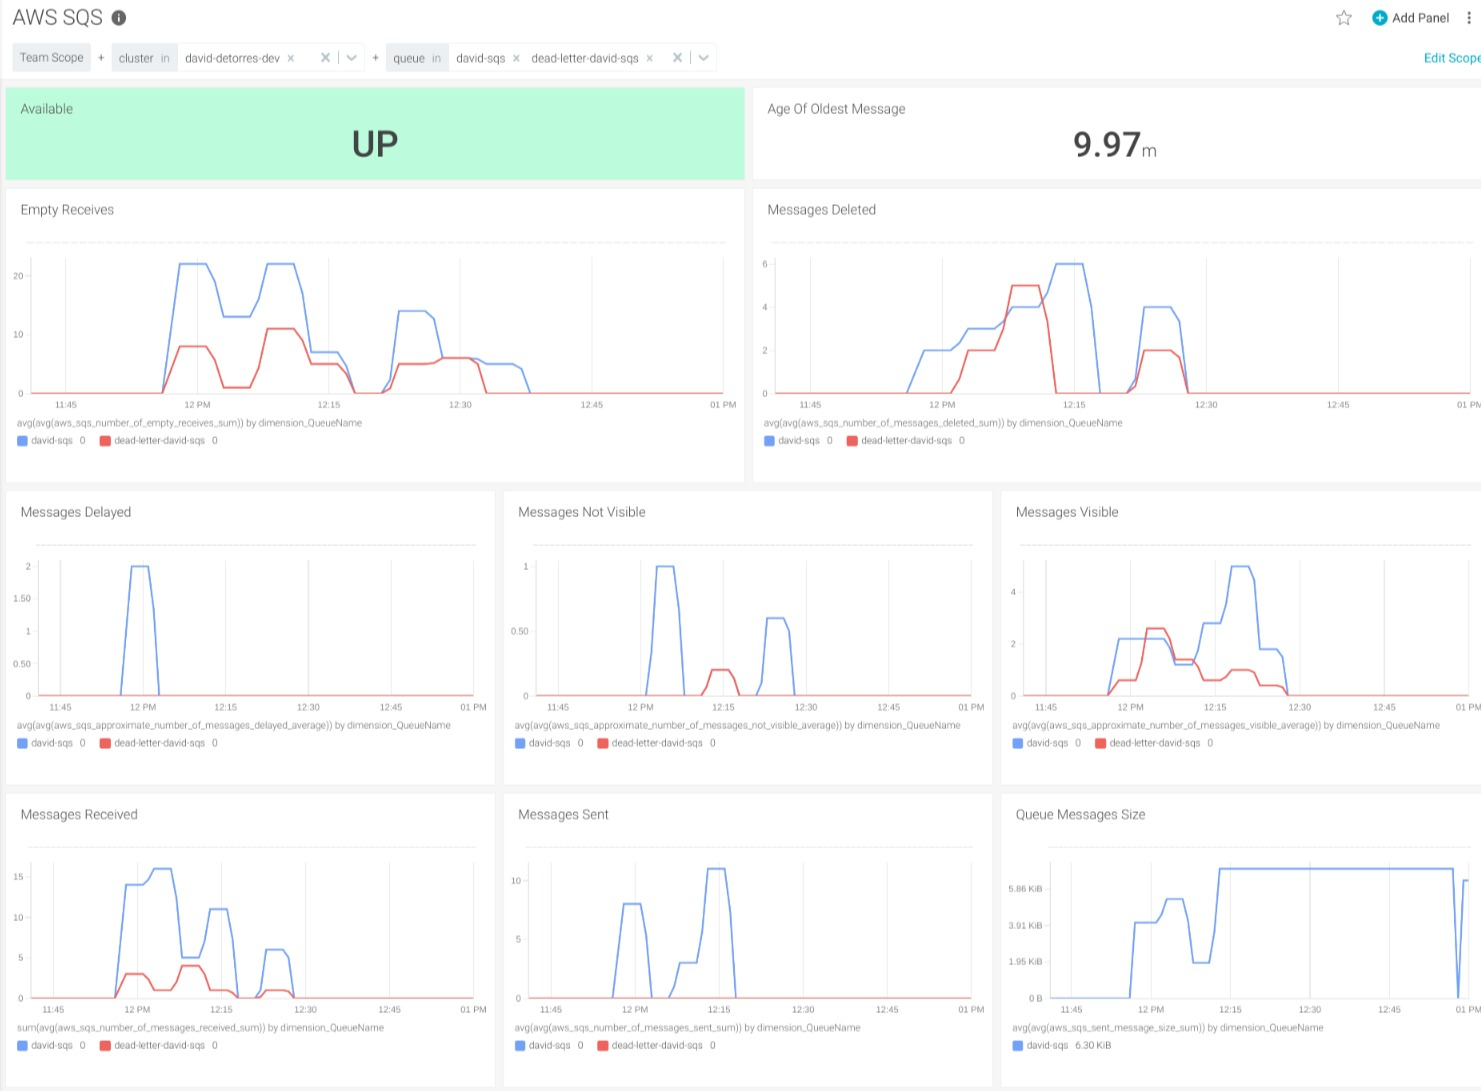 AWS SQS
Add Panel
Team Scope + cluster in david-detorres-dev × × + queue in david-sqs × dead-letter-david-sqs × ×
Edit Scope
Available
UP
Age Of Oldest Message
9.97m
Empty Receives
20
10
0
11:45 12 PM 12:15 12:30 12:45 01 PM
avg(avg(aws_sqs_number_of_empty_receives_sum)) by dimension_QueueName
david-sqs 0 dead-letter-david-sqs 0
Messages Deleted
6
4
2
0
11:45 12 PM 12:15 12:30 12:45 01 PM
avg(avg(aws_sqs_number_of_messages_deleted_sum)) by dimension_QueueName
david-sqs 0 dead-letter-david-sqs 0
Messages Delayed
2
1.50
1
0.50
0
11:45 12 PM 12:15 12:30 12:45 01 PM
avg(avg(aws_sqs_approximate_number_of_messages_delayed_average)) by dimension_QueueName
david-sqs 0 dead-letter-david-sqs 0
Messages Not Visible
1
0.50
0
11:45 12 PM 12:15 12:30 12:45 01 PM
avg(avg(aws_sqs_approximate_number_of_messages_not_visible_average)) by dimension_QueueName
david-sqs 0 dead-letter-david-sqs 0
Messages Visible
4
2
0
11:45 12 PM 12:15 12:30 12:45 01 PM
avg(avg(aws_sqs_approximate_number_of_messages_visible_average)) by dimension_QueueName
david-sqs 0 dead-letter-david-sqs 0
Messages Received
15
10
5
0
11:45 12 PM 12:15 12:30 12:45 01 PM
sum(avg(aws_sqs_number_of_messages_received_sum)) by dimension_QueueName
david-sqs 0 dead-letter-david-sqs 0
Messages Sent
10
5
0
11:45 12 PM 12:15 12:30 12:45 01 PM
avg(avg(aws_sqs_number_of_messages_sent_sum)) by dimension_QueueName
david-sqs 0 dead-letter-david-sqs 0
Queue Messages Size
5.86 KiB
3.91 KiB
1.95 KiB
0 B
11:45 12 PM 12:15 12:30 12:45 01 PM
avg(avg(aws_sqs_sent_message_size_sum)) by dimension_QueueName
david-sqs 6.30 KiB